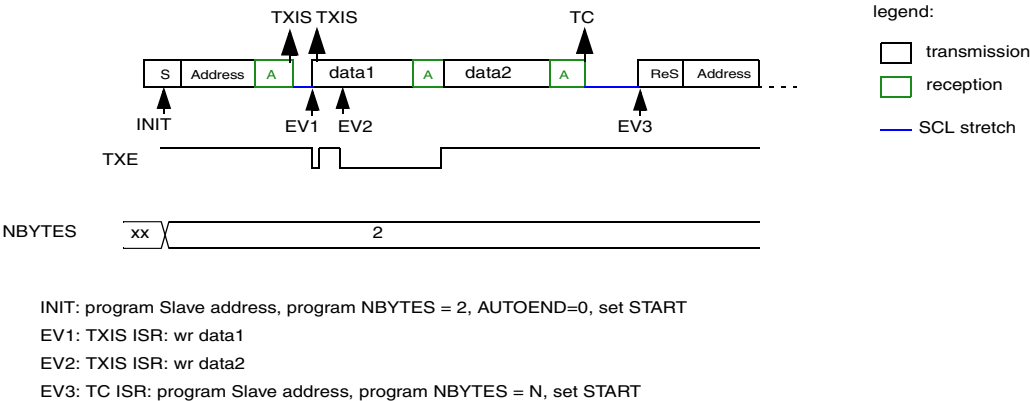 TXIS TXIS TC
legend:
transmission
reception
SCL stretch
S Address A data1 A data2 A ReS Address
INIT EV1 EV2 EV3
TXE
NBYTES xx 2
INIT: program Slave address, program NBYTES = 2, AUTOEND=0, set START
EV1: TXIS ISR: wr data1
EV2: TXIS ISR: wr data2
EV3: TC ISR: program Slave address, program NBYTES = N, set START